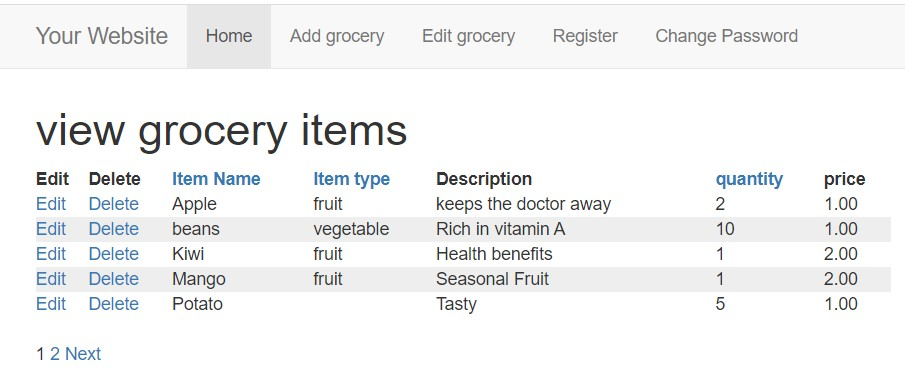 Your Website Home Add grocery Edit grocery Register Change Password
view grocery items
Edit Delete Item Name Item type Description quantity price
Edit Delete Apple fruit keeps the doctor away 2 1.00
Edit Delete beans vegetable Rich in vitamin A 10 1.00
Edit Delete Kiwi fruit Health benefits 1 2.00
Edit Delete Mango fruit Seasonal Fruit 1 2.00
Edit Delete Potato Tasty 5 1.00
1 2 Next